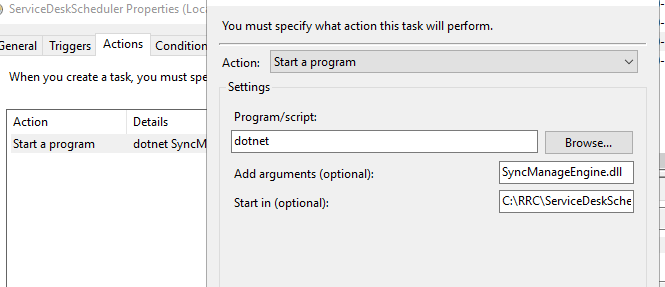 ServiceDeskScheduler Properties (Loca
General Triggers Actions Condition
When you create a task, you must spe
Action Details
Start a program dotnet SyncM
You must specify what action this task will perform.
Action: Start a program
Settings
Program/script:
dotnet Browse...
Add arguments (optional): SyncManageEngine.dll
Start in (optional): C:\RRC\ServiceDeskSche